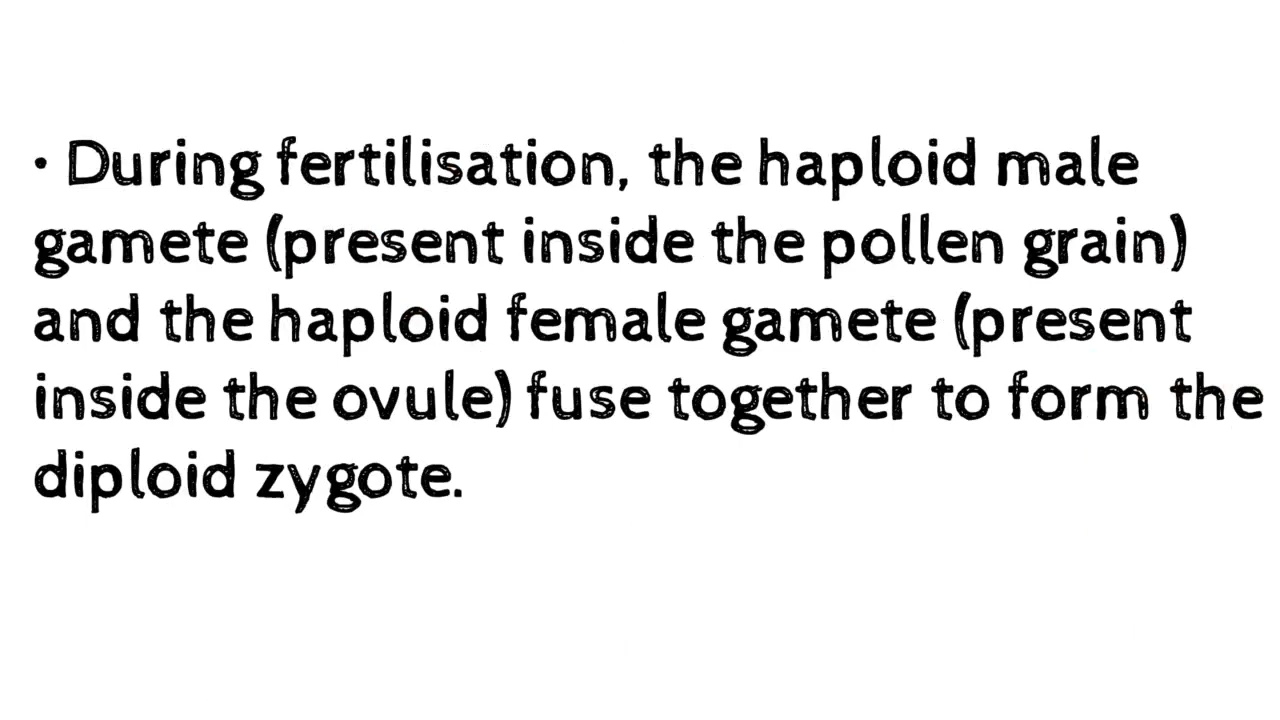 • During fertilisation, the haploid male
gamete (present inside the pollen grain)
and the haploid female gamete (present
inside the ovule) fuse together to form the
diploid zygote.